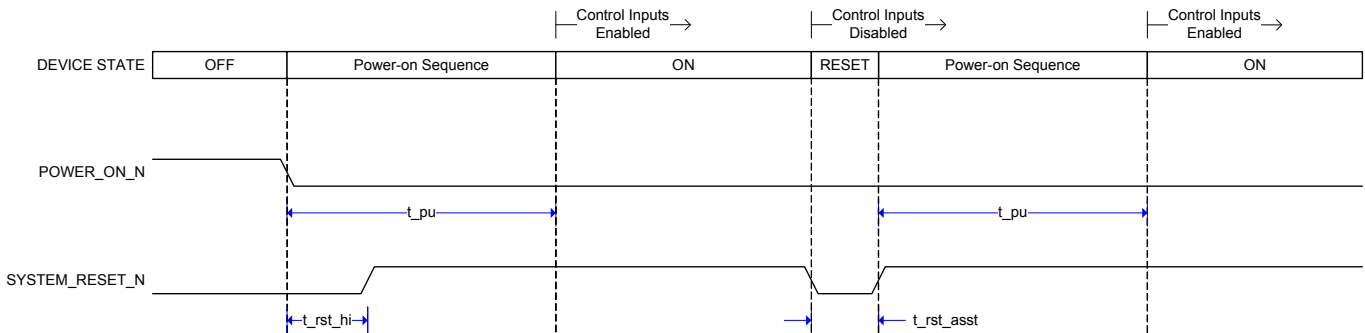 Control Inputs
Enabled
Control Inputs
Disabled
Control Inputs
Enabled
DEVICE STATE OFF Power-on Sequence ON RESET Power-on Sequence ON
POWER_ON_N
t_pu t_pu
SYSTEM_RESET_N
t_rst_hi t_rst_asst